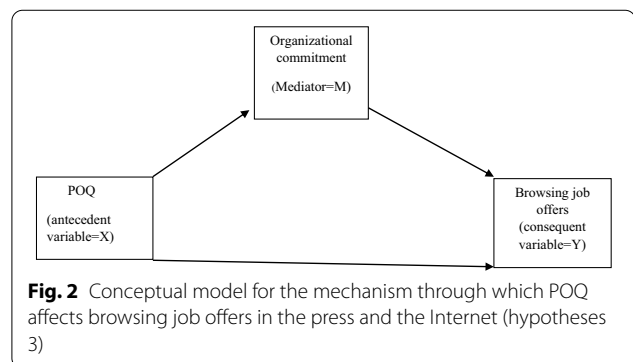 Organizational
commitment
(Mediator=M)
POQ
(antecedent
variable=X)
Browsing job
offers
(consequent
variable=Y)
Fig. 2 Conceptual model for the mechanism through which POQ
affects browsing job offers in the press and the Internet (hypotheses
3)